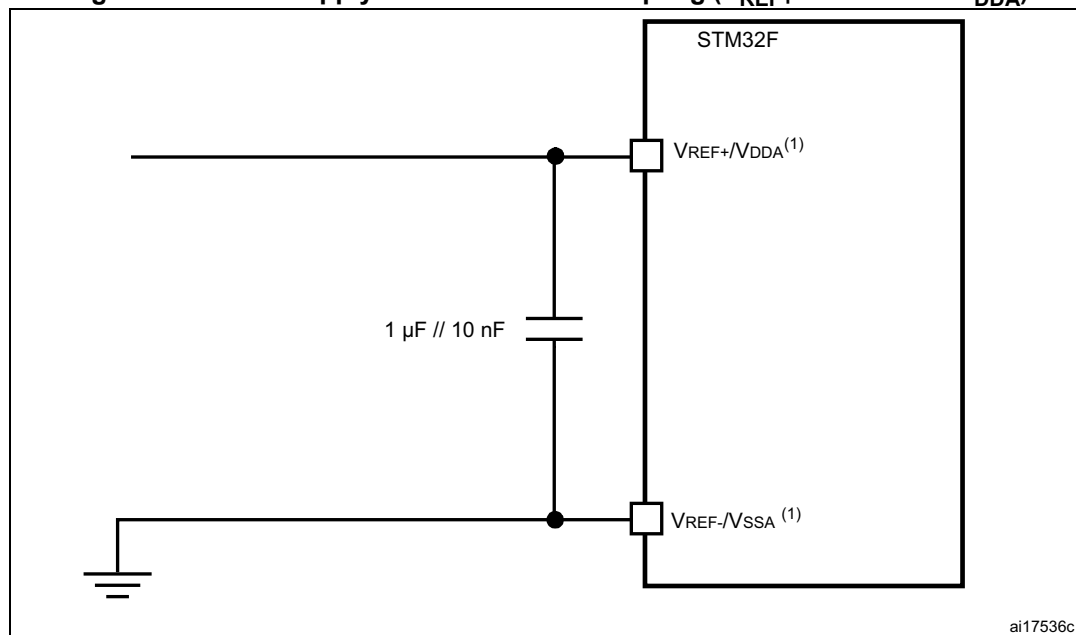 STM32F
VREF+/VDDA(1)
1 µF // 10 nF
VREF-/VSSA (1)
ai17536c